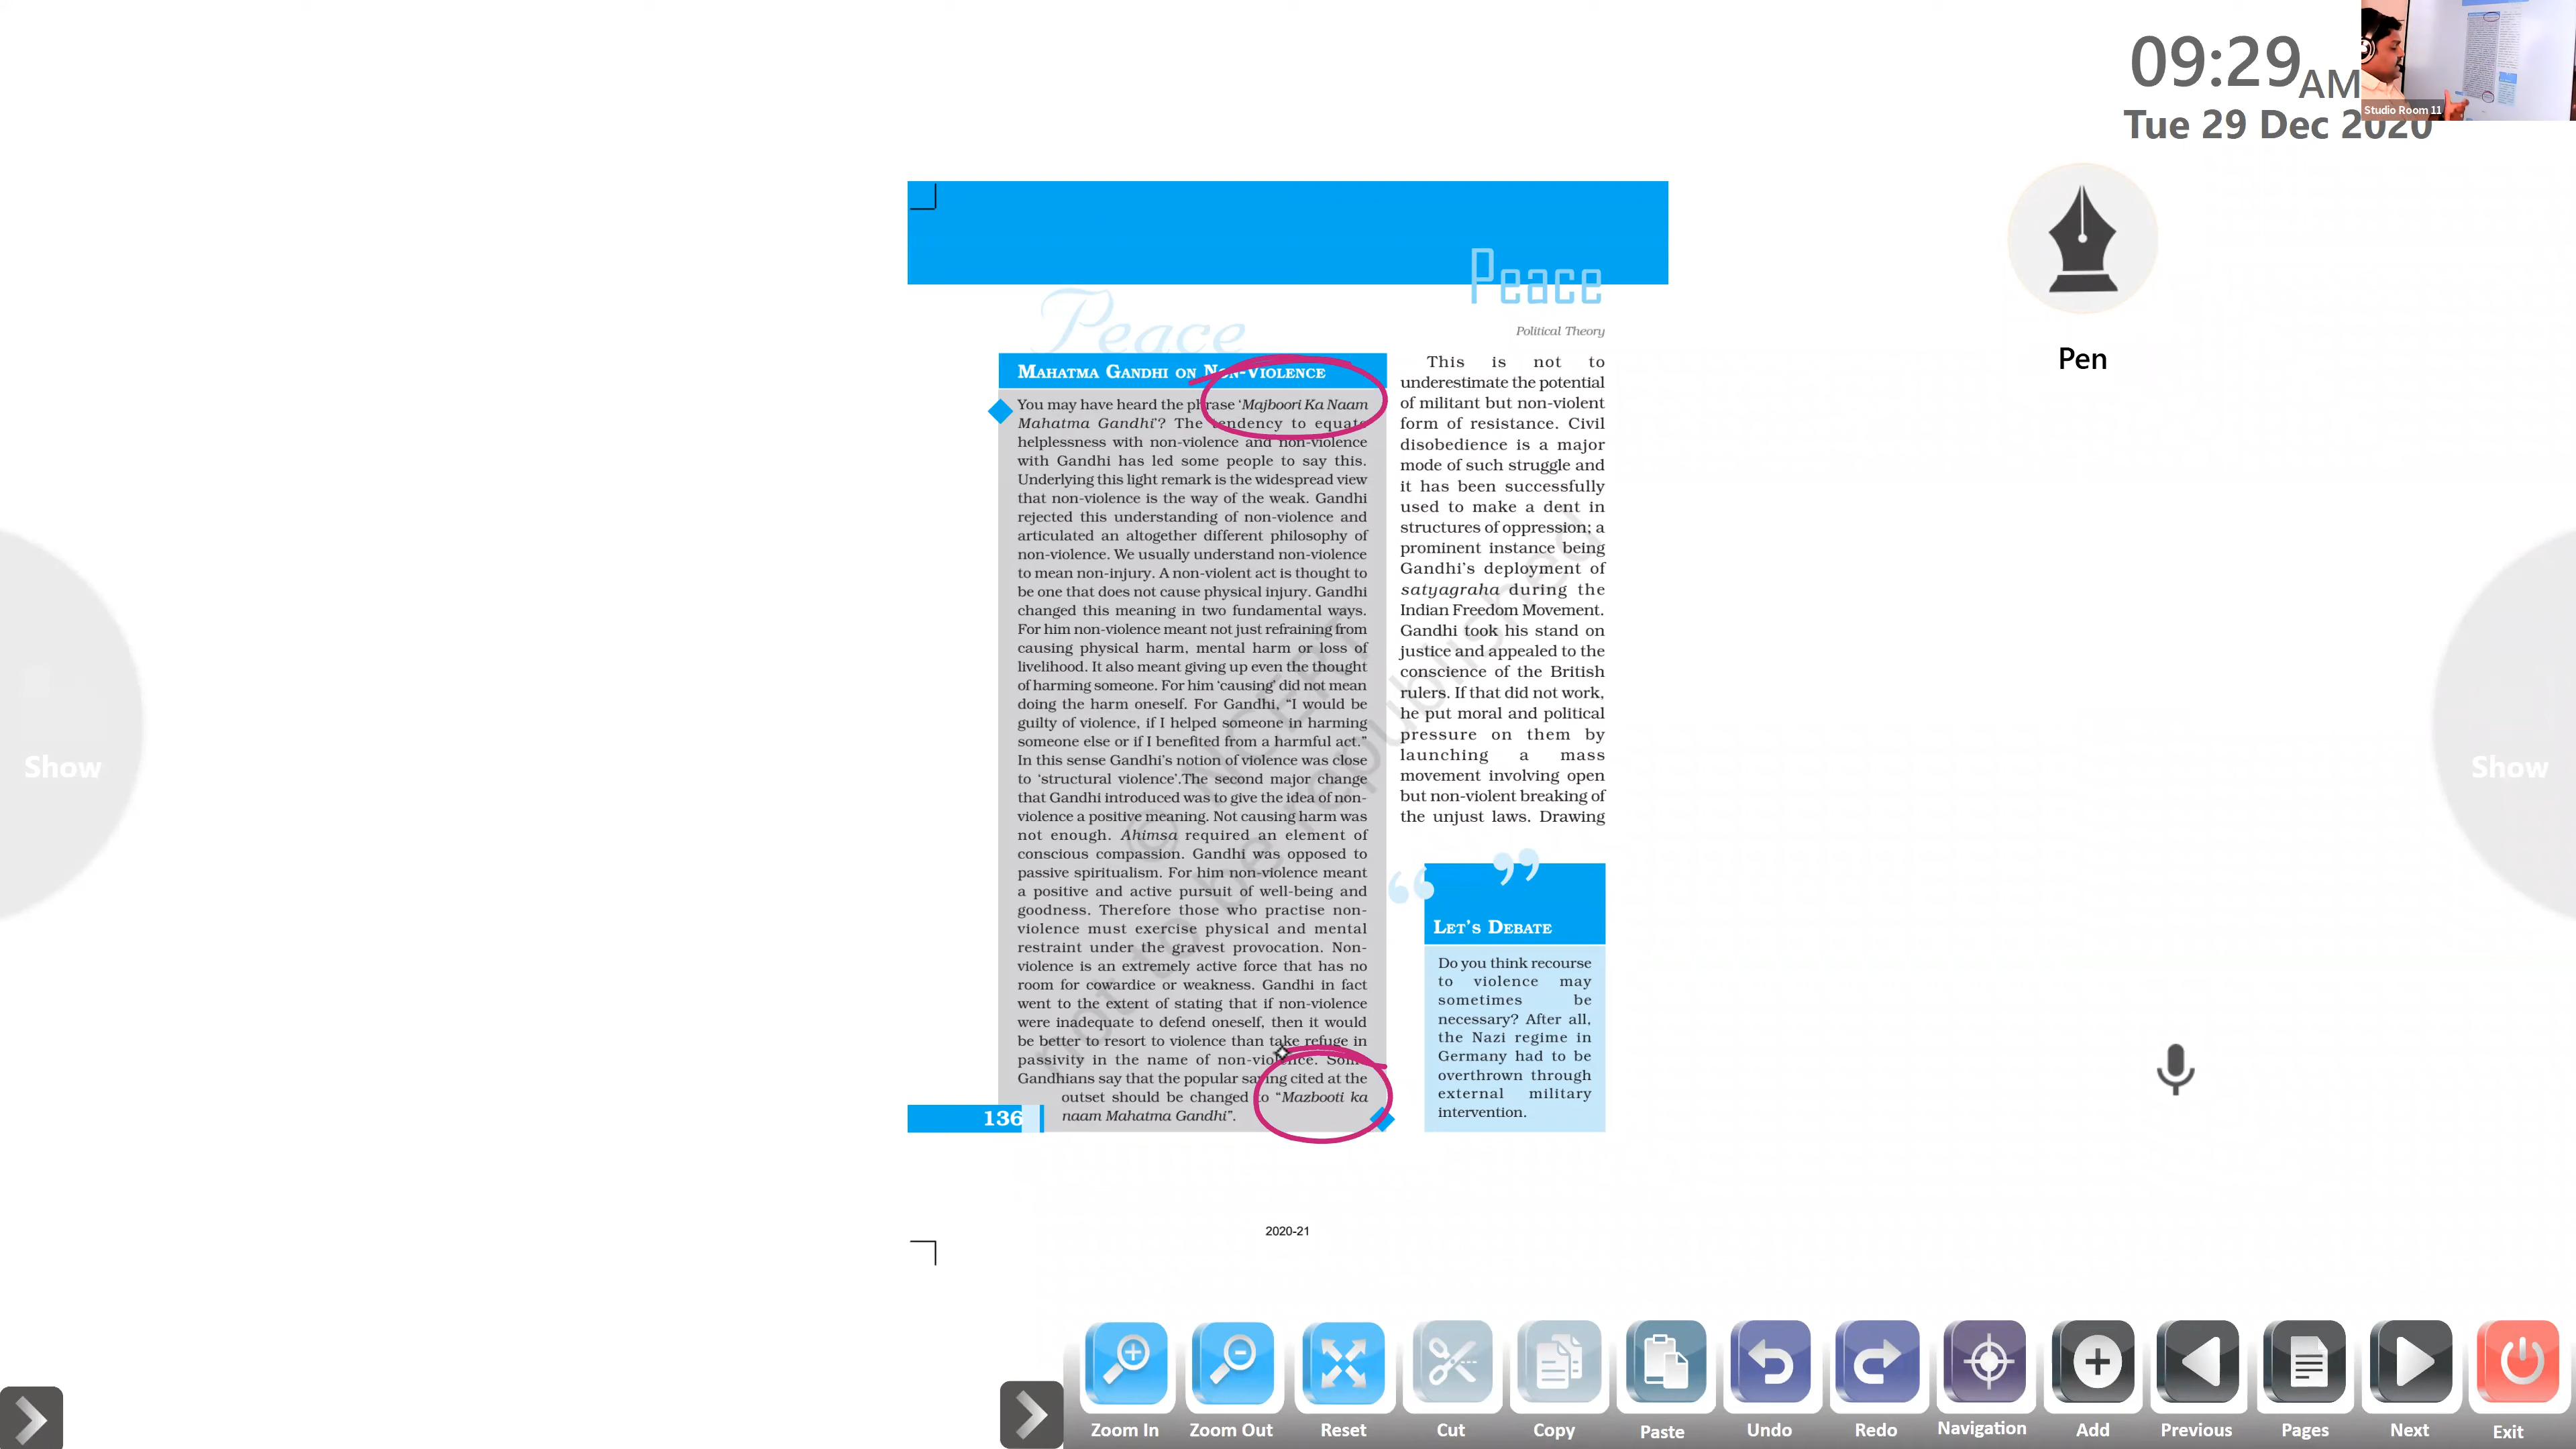 09:29AM
Tue 29 Dec 2020
Studio Room 11
Pen
Peace
Peace
Political Theory
MAHATMA GANDHI ON NON-VIOLENCE
You may have heard the phrase ‘Majboori Ka Naam
Mahatma Gandhi’? The tendency to equate
helplessness with non-violence and non-violence
with Gandhi has led some people to say this.
Underlying this light remark is the widespread view
that non-violence is the way of the weak. Gandhi
rejected this understanding of non-violence and
articulated an altogether different philosophy of
non-violence. We usually understand non-violence
to mean non-injury. A non-violent act is thought to
be one that does not cause physical injury. Gandhi
changed this meaning in two fundamental ways.
For him non-violence meant not just refraining from
causing physical harm, mental harm or loss of
livelihood. It also meant giving up even the thought
of harming someone. For him ‘causing’ did not mean
doing the harm oneself. For Gandhi, “I would be
guilty of violence, if I helped someone in harming
someone else or if I benefited from a harmful act.”
In this sense Gandhi’s notion of violence was close
to ‘structural violence’.The second major change
that Gandhi introduced was to give the idea of non-
violence a positive meaning. Not causing harm was
not enough. Ahimsa required an element of
conscious compassion. Gandhi was opposed to
passive spiritualism. For him non-violence meant
a positive and active pursuit of well-being and
goodness. Therefore those who practise non-
violence must exercise physical and mental
restraint under the gravest provocation. Non-
violence is an extremely active force that has no
room for cowardice or weakness. Gandhi in fact
went to the extent of stating that if non-violence
were inadequate to defend oneself, then it would
be better to resort to violence than take refuge in
passivity in the name of non-violence. Some
Gandhians say that the popular saying cited at the
outset should be changed to “Mazbooti ka
naam Mahatma Gandhi”.
136
This is not to
underestimate the potential
of militant but non-violent
form of resistance. Civil
disobedience is a major
mode of such struggle and
it has been successfully
used to make a dent in
structures of oppression; a
prominent instance being
Gandhi’s deployment of
satyagraha during the
Indian Freedom Movement.
Gandhi took his stand on
justice and appealed to the
conscience of the British
rulers. If that did not work,
he put moral and political
pressure on them by
launching a mass
movement involving open
but non-violent breaking of
the unjust laws. Drawing
“ ”
LET’S DEBATE
Do you think recourse
to violence may
sometimes be
necessary? After all,
the Nazi regime in
Germany had to be
overthrown through
external military
intervention.
© NCERT
not to be republished
2020-21
Show
Show
Zoom In
Zoom Out
Reset
Cut
Copy
Paste
Undo
Redo
Navigation
Add
Previous
Pages
Next
Exit